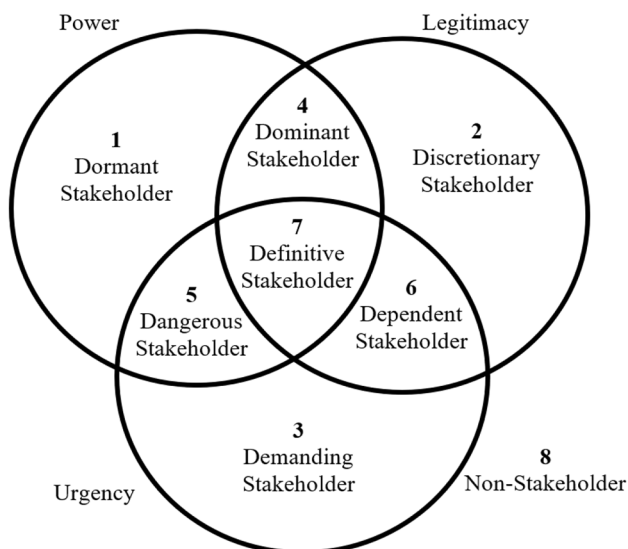 Power
Legitimacy
4
Dominant
Stakeholder
1
Dormant
Stakeholder
2
Discretionary
Stakeholder
7
Definitive
Stakeholder
5
Dangerous
Stakeholder
6
Dependent
Stakeholder
3
Demanding
Stakeholder
8
Non-Stakeholder
Urgency